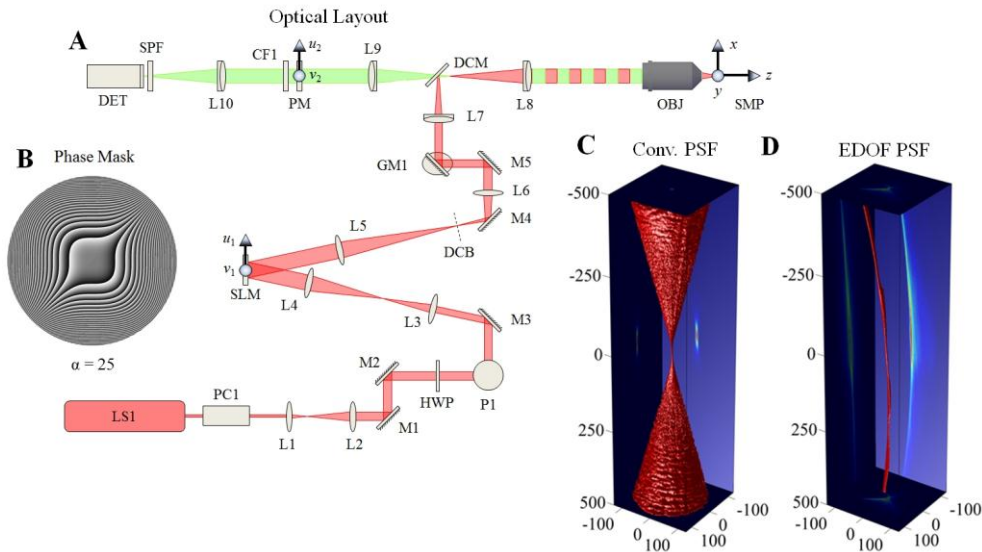 Optical Layout
A
SPF
CF1
u2
L9
DCM
x
v2
z
DET
L10
PM
L8
OBJ
y
SMP
L7
B
Phase Mask
GM1
M5
L6
C
Conv. PSF
D
EDOF PSF
M4
L5
DCB
u1
v1
SLM
L4
L3
M3
α = 25
M2
PC1
HWP
P1
LS1
L1
L2
M1
-500
-250
0
250
500
-100
0
100
100
0
-100
-500
-250
0
250
500
-100
0
100
100
0
-100